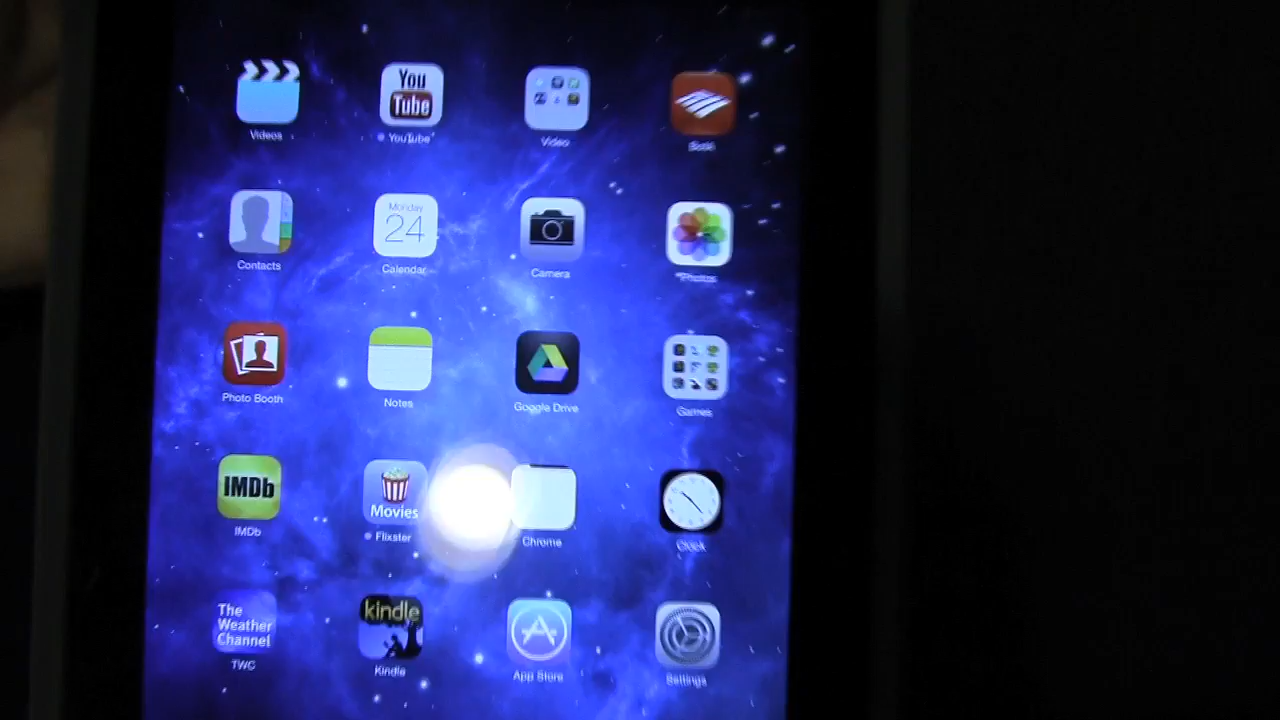 Videos
You
Tube
YouTube
Video
BofA
Contacts
Monday
24
Calendar
Camera
Photos
Photo Booth
Notes
Google Drive
Games
IMDb
IMDb
Movies
Flixster
Chrome
Clock
The
Weather
Channel
TWC
kindle
Kindle
App Store
Settings